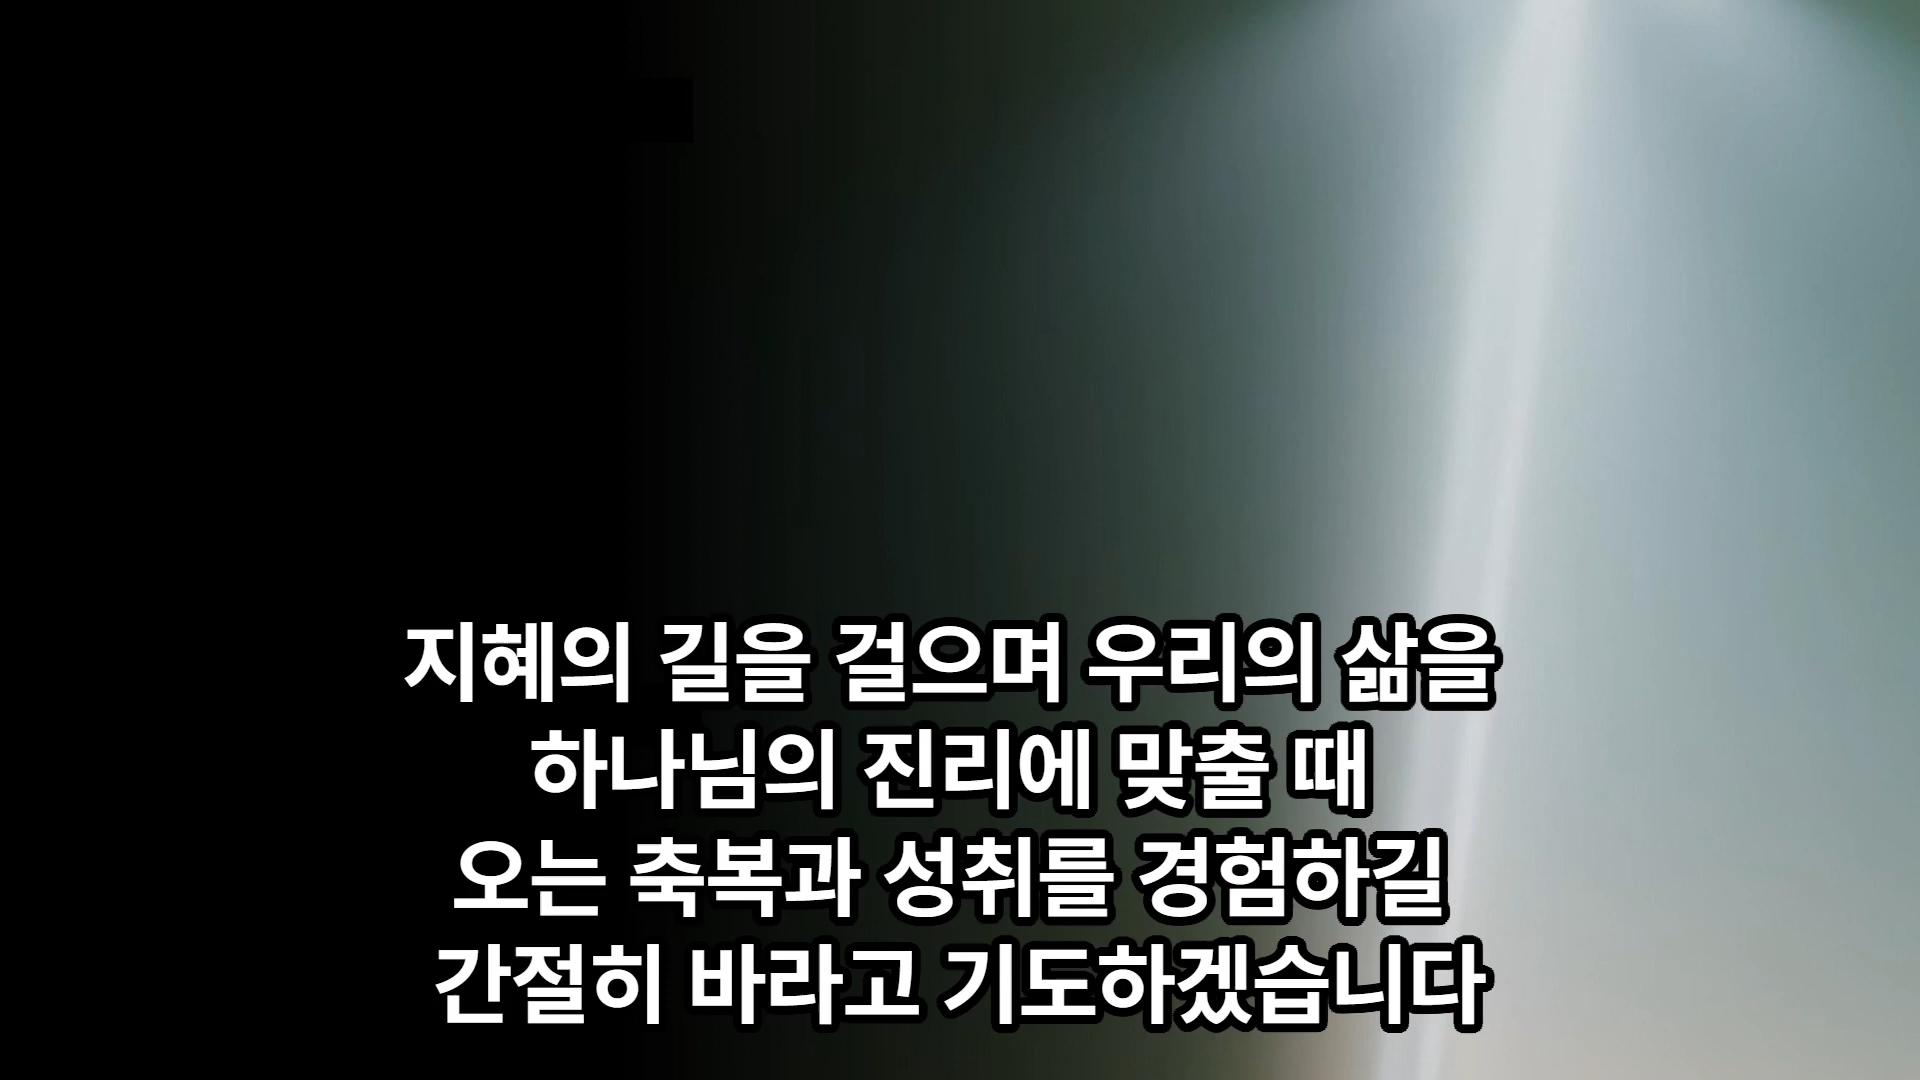 지혜의 길을 걸으며 우리의 삶을
하나님의 진리에 맞출 때
오는 축복과 성취를 경험하길
간절히 바라고 기도하겠습니다